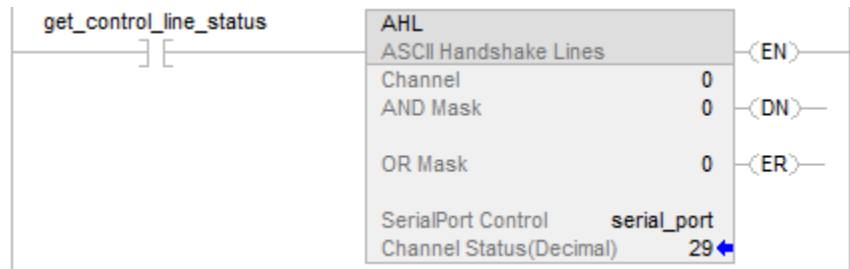 get_control_line_status
AHL
ASCII Handshake Lines
EN
Channel 0
AND Mask 0
DN
OR Mask 0
ER
SerialPort Control serial_port
Channel Status(Decimal) 29